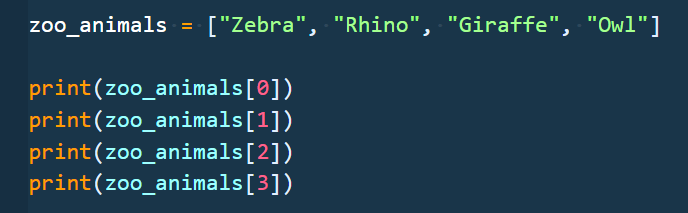 zoo_animals = ["Zebra", "Rhino", "Giraffe", "Owl"]
print(zoo_animals[0])
print(zoo_animals[1])
print(zoo_animals[2])
print(zoo_animals[3])